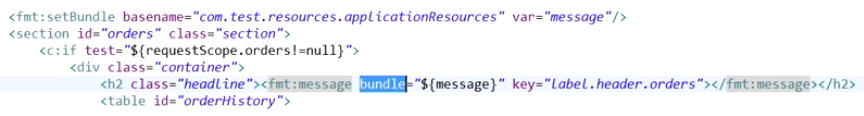 <fmt:setBundle basename="com.test.resources.applicationResources" var="message"/>
<section id="orders" class="section">
<c:if test="${requestScope.orders!=null}">
<div class="container">
<h2 class="headline"><fmt:message bundle="${message}" key="label.header.orders"></fmt:message></h2>
<table id="orderHistory">